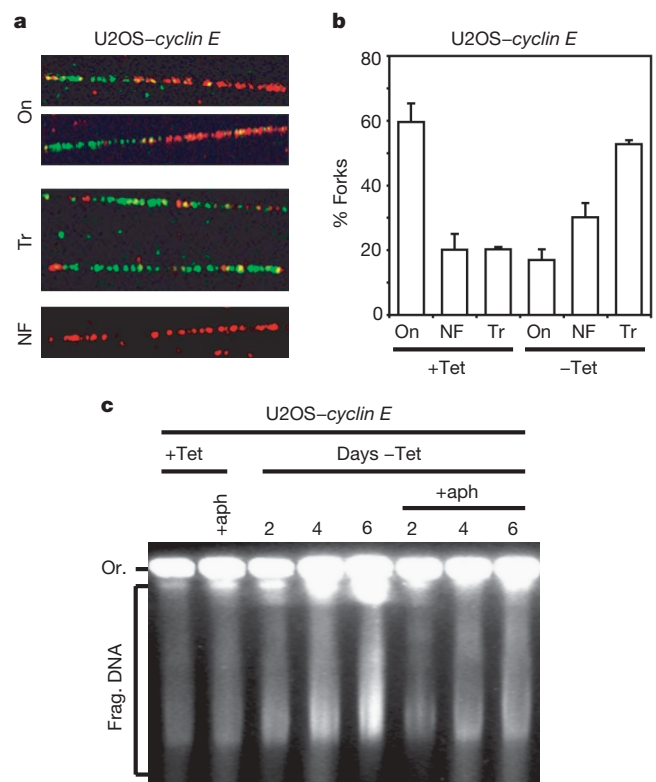 a
U2OS–cyclin E
On
Tr
NF
b
U2OS–cyclin E
% Forks
80
60
40
20
0
On NF Tr On NF Tr
+Tet –Tet
c
U2OS–cyclin E
+Tet Days –Tet
+aph
+aph 2 4 6 2 4 6
Or.
Frag. DNA